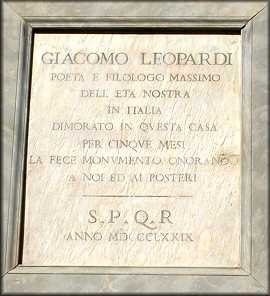 GIACOMO LEOPARDI
POETA E FILOLOGO MASSIMO
DELL ETA NOSTRA
IN ITALIA
DIMORATO IN QVESTA CASA
PER CINQVE MESI
LA FECE MONVMENTO ONORANDO
A NOI ED AI POSTERI
S.P.Q.R
ANNO MDCCCLXXIX